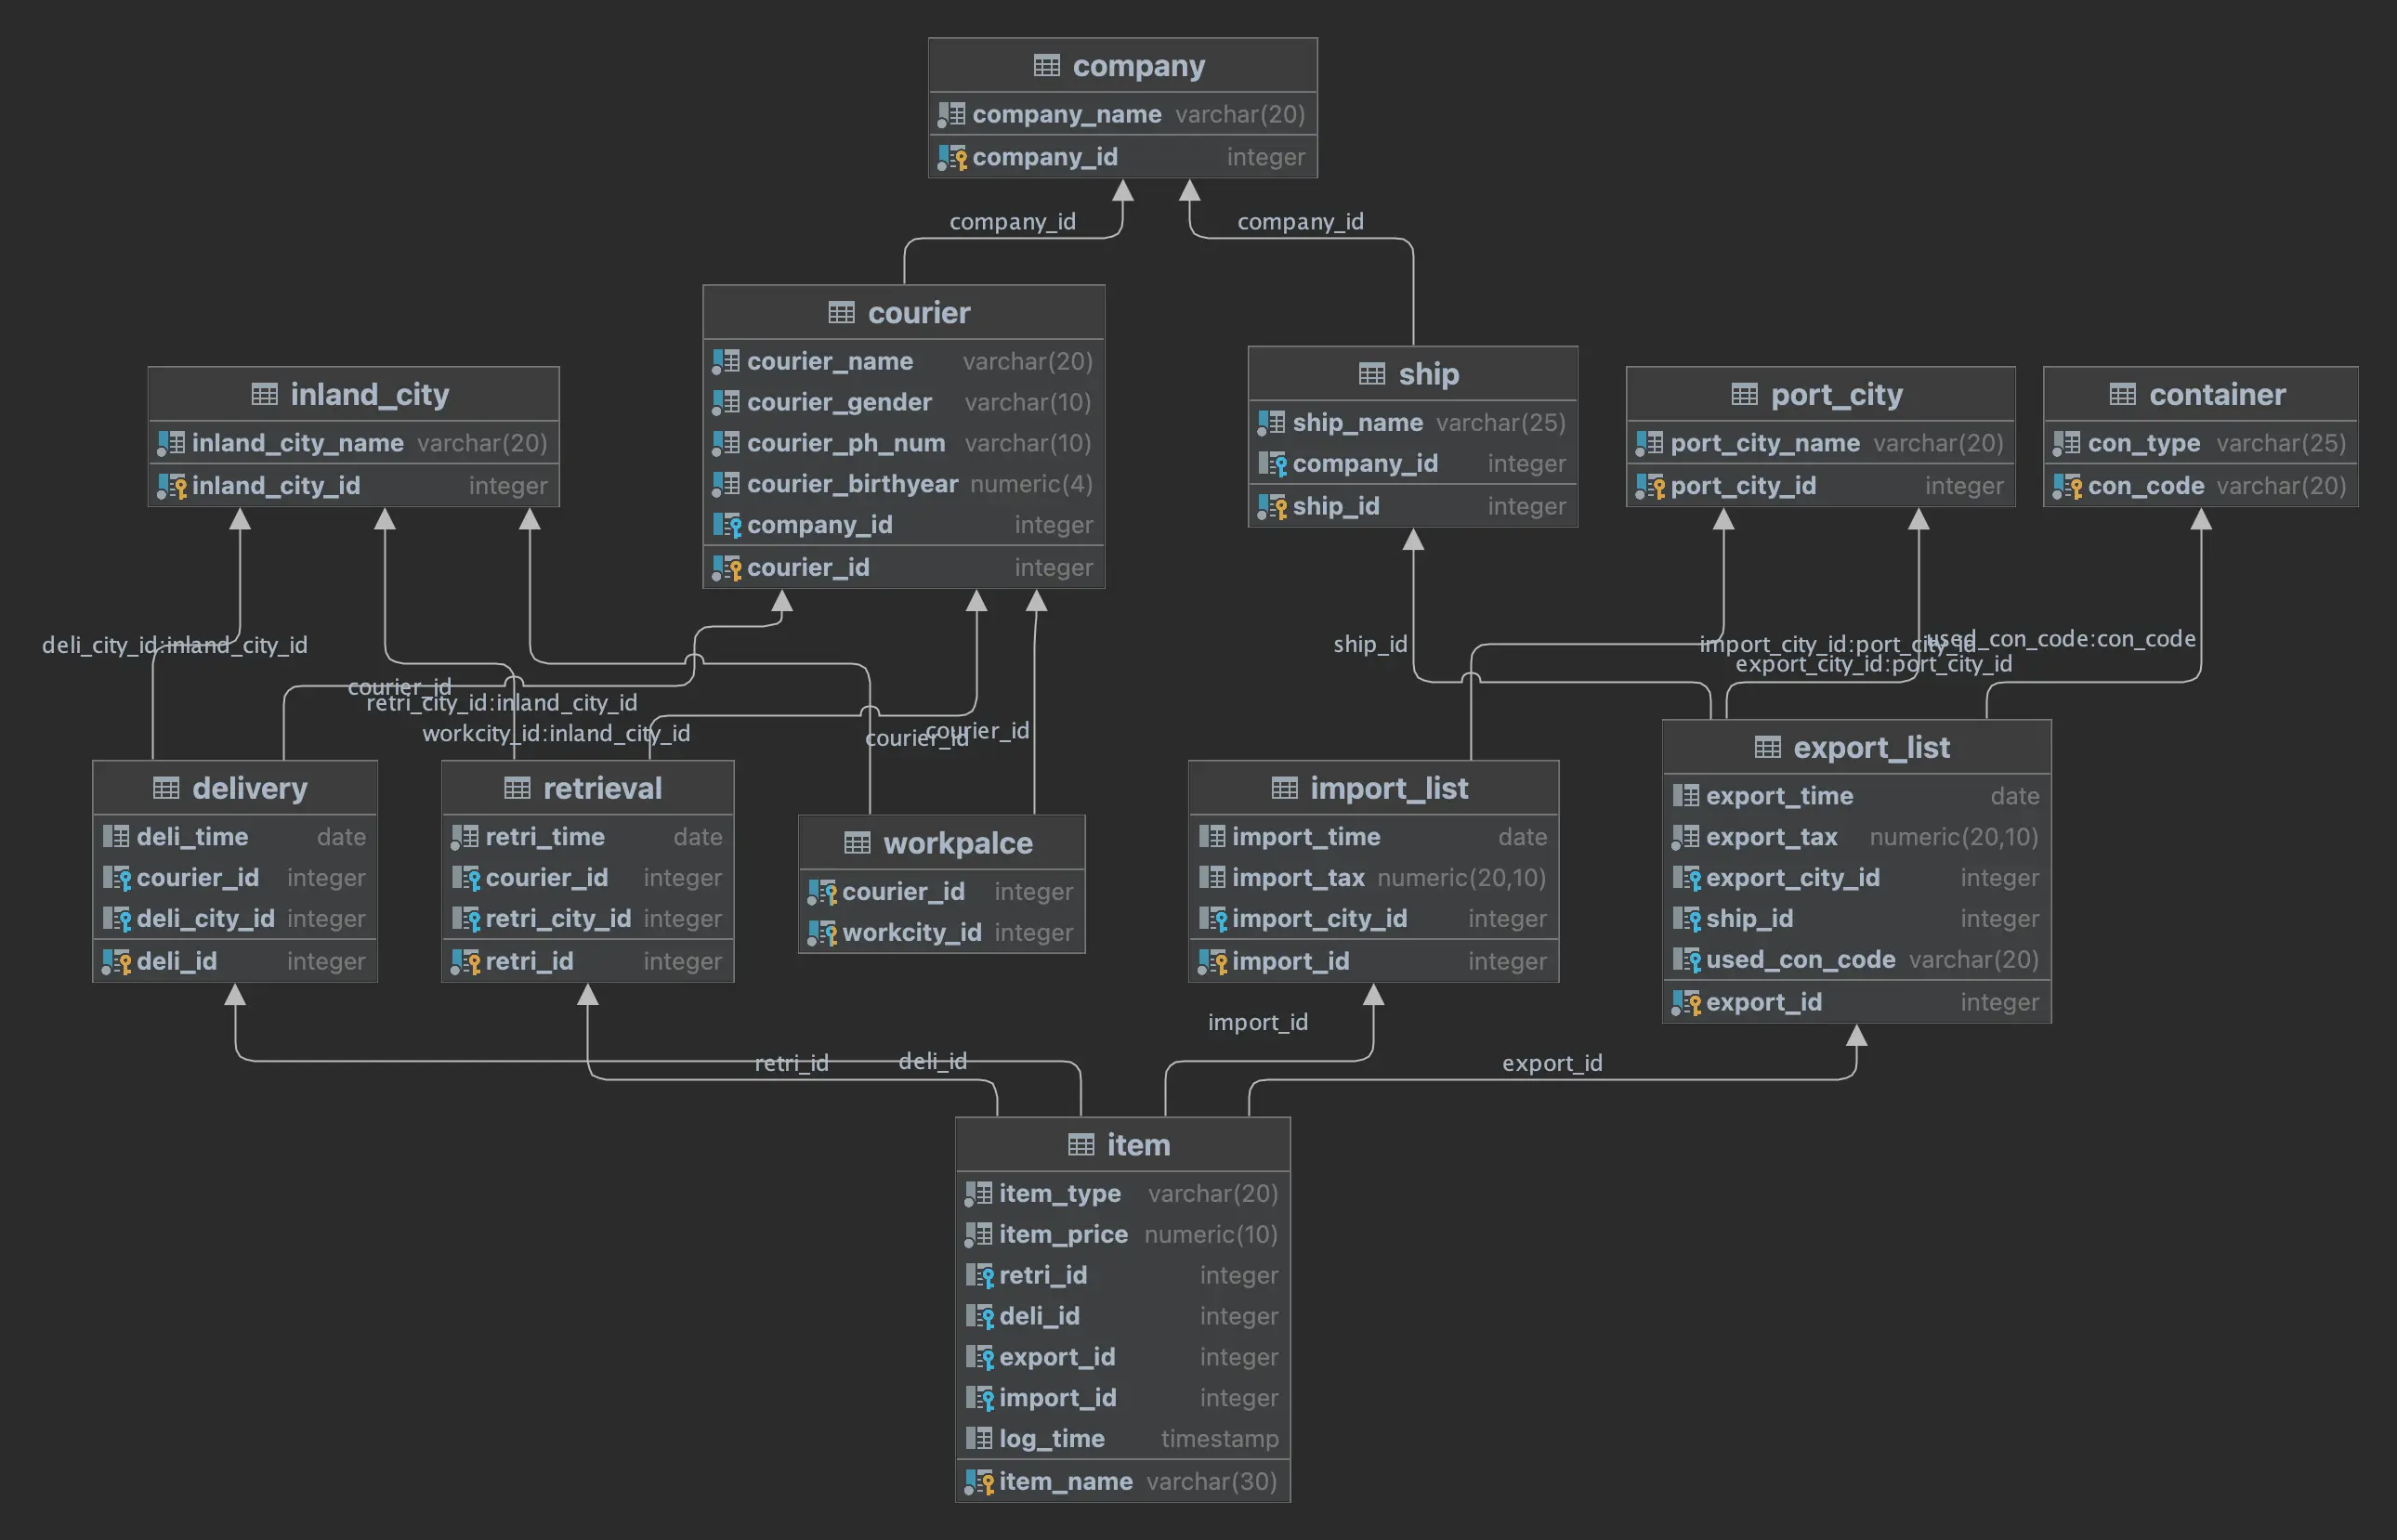 company
company_name varchar(20)
company_id integer
company_id
company_id
courier
courier_name varchar(20)
courier_gender varchar(10)
courier_ph_num varchar(10)
courier_birthyear numeric(4)
company_id integer
courier_id integer
inland_city
inland_city_name varchar(20)
inland_city_id integer
ship
ship_name varchar(25)
company_id integer
ship_id integer
port_city
port_city_name varchar(20)
port_city_id integer
container
con_type varchar(25)
con_code varchar(20)
deli_city_id:inland_city_id
courier_id
retri_city_id:inland_city_id
workcity_id:inland_city_id
courier_id
courier_id
ship_id
import_city_id:port_city_id
used_con_code:con_code
export_city_id:port_city_id
delivery
deli_time date
courier_id integer
deli_city_id integer
deli_id integer
retrieval
retri_time date
courier_id integer
retri_city_id integer
retri_id integer
workpalce
courier_id integer
workcity_id integer
import_list
import_time date
import_tax numeric(20,10)
import_city_id integer
import_id integer
export_list
export_time date
export_tax numeric(20,10)
export_city_id integer
ship_id integer
used_con_code varchar(20)
export_id integer
retri_id
deli_id
import_id
export_id
item
item_type varchar(20)
item_price numeric(10)
retri_id integer
deli_id integer
export_id integer
import_id integer
log_time timestamp
item_name varchar(30)